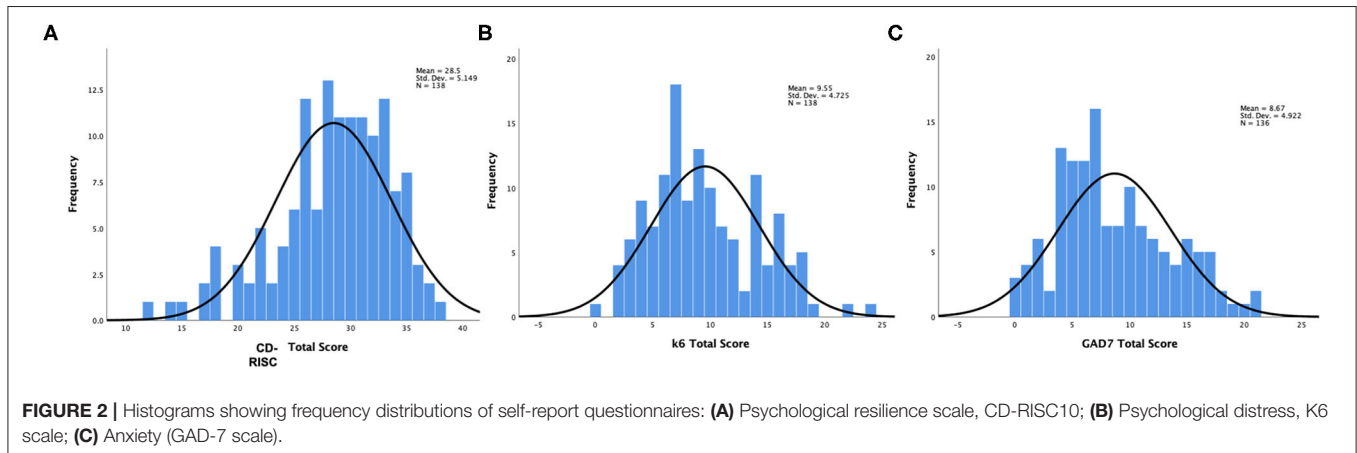 A
Mean = 28.5
Std. Dev. = 5.149
N = 138
Frequency
12.5
10.0
7.5
5.0
2.5
0.0
10 15 20 25 30 35 40
CD-RISC Total Score
B
Mean = 9.55
Std. Dev. = 4.725
N = 138
Frequency
20
15
10
5
0
-5 0 5 10 15 20 25
k6 Total Score
C
Mean = 8.67
Std. Dev. = 4.922
N = 136
Frequency
20
15
10
5
0
-5 0 5 10 15 20 25
GAD7 Total Score
FIGURE 2 | Histograms showing frequency distributions of self-report questionnaires: (A) Psychological resilience scale, CD-RISC10; (B) Psychological distress, K6
scale; (C) Anxiety (GAD-7 scale).